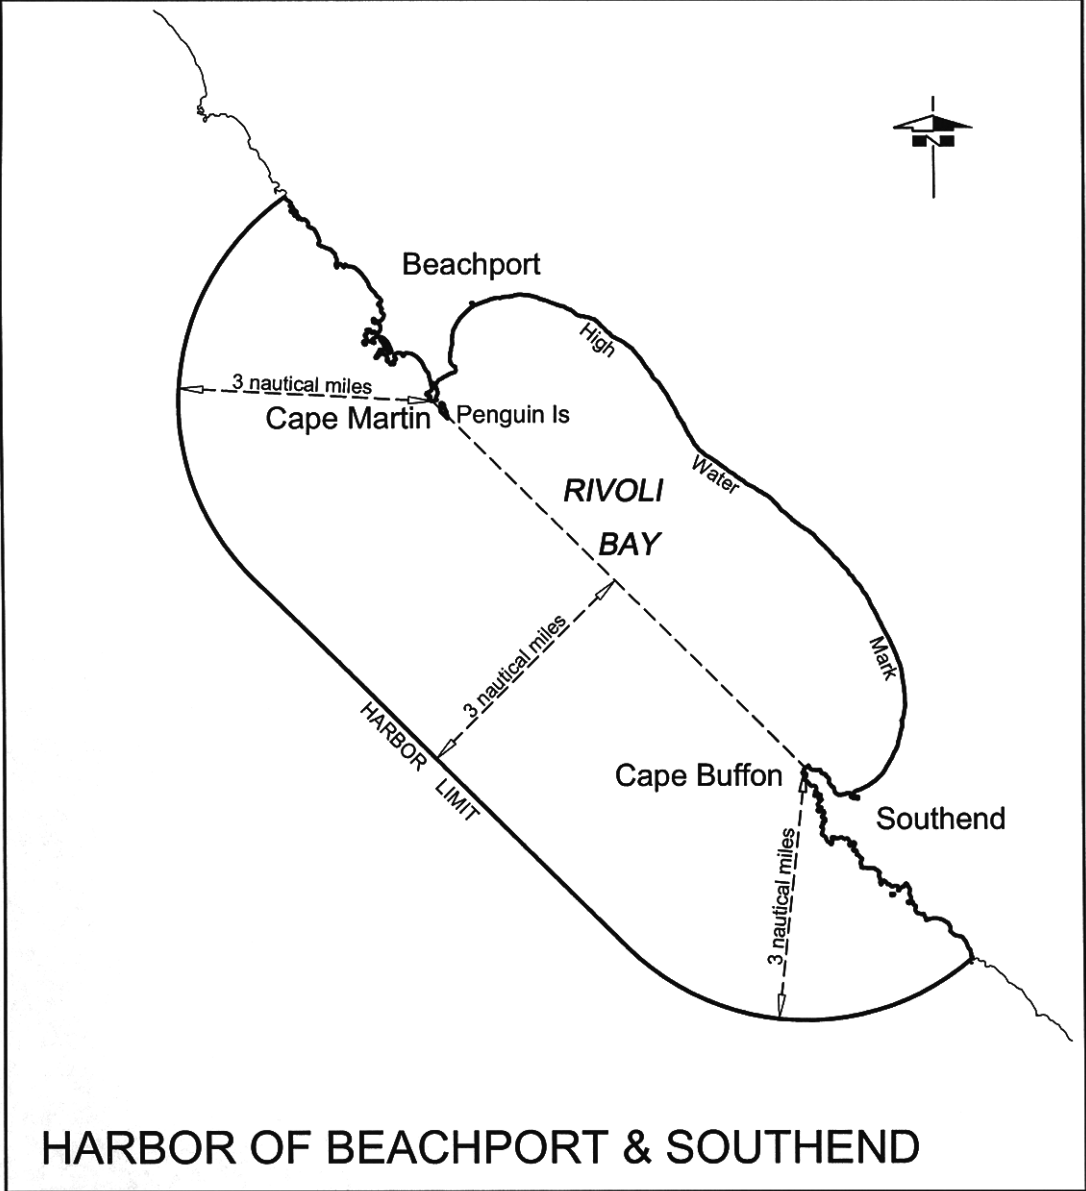 N
Beachport
High
3 nautical miles
Cape Martin
Penguin Is
Water
RIVOLI
BAY
3 nautical miles
Mark
HARBOR
LIMIT
Cape Buffon
Southend
3 nautical miles
HARBOR OF BEACHPORT & SOUTHEND